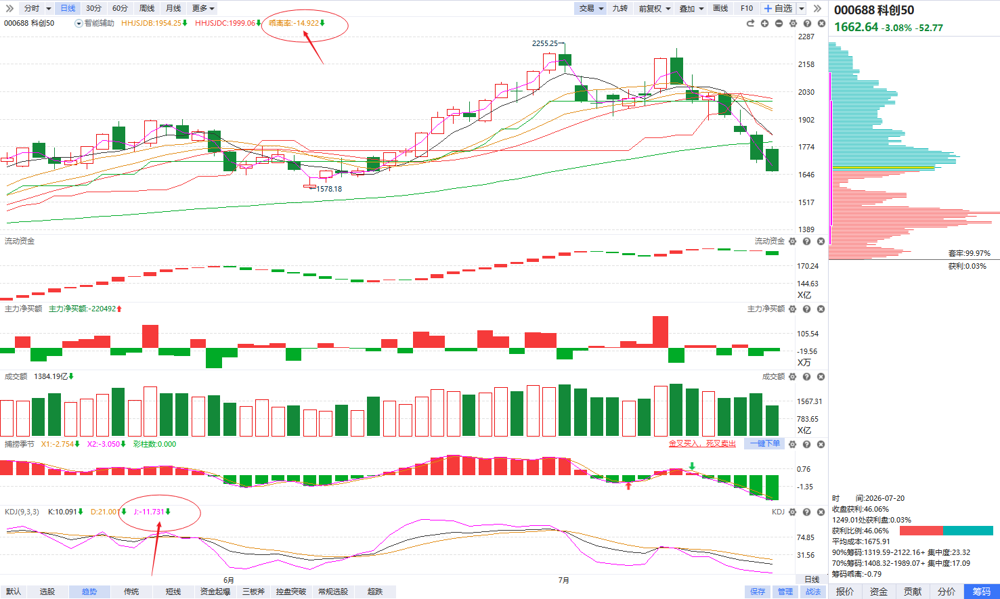 分时 日线 30分 60分 周线 月线 更多 交易 九转 前复权 叠加 画线 F10 自选
000688 科创50 智能辅助 HHJSJDB:1954.25 HHJSJDC:1999.06 乖离率:-14.922
000688 科创50
1662.64 -3.08% -52.77
2287
2255.25
2158
2030
1902
1774
1646
1578.18
1517
1389
流动资金 流动资金
170.24
144.63
X亿
套牢:99.97%
获利:0.03%
主力净买额 主力净买额:-220492 主力净买额
105.54
-19.56
X万
成交额 1384.19亿 成交额
1567.31
783.65
X亿
捕捞季节 X1:-2.754 X2:-3.050 彩柱数:0.000 金叉买入，死叉卖出 一键下单
0.76
-1.35
KDJ(9,3,3) K:10.091 D:21.001 J:-11.731 KDJ
74.85
31.56
6月 7月 日线
时 间:2026-07-20
收盘获利:46.06%
1249.01处获利盘:0.03%
获利比例:46.06%
平均成本:1675.91
90%筹码:1319.59-2122.16+ 集中度:23.32
70%筹码:1408.32-1989.07+ 集中度:17.09
筹码乖离:-0.79
默认 选股 趋势 传统 短线 资金起爆 三板斧 控盘突破 常规选股 超跌 保存 管理 战法
报价 资金 贡献 分价 筹码